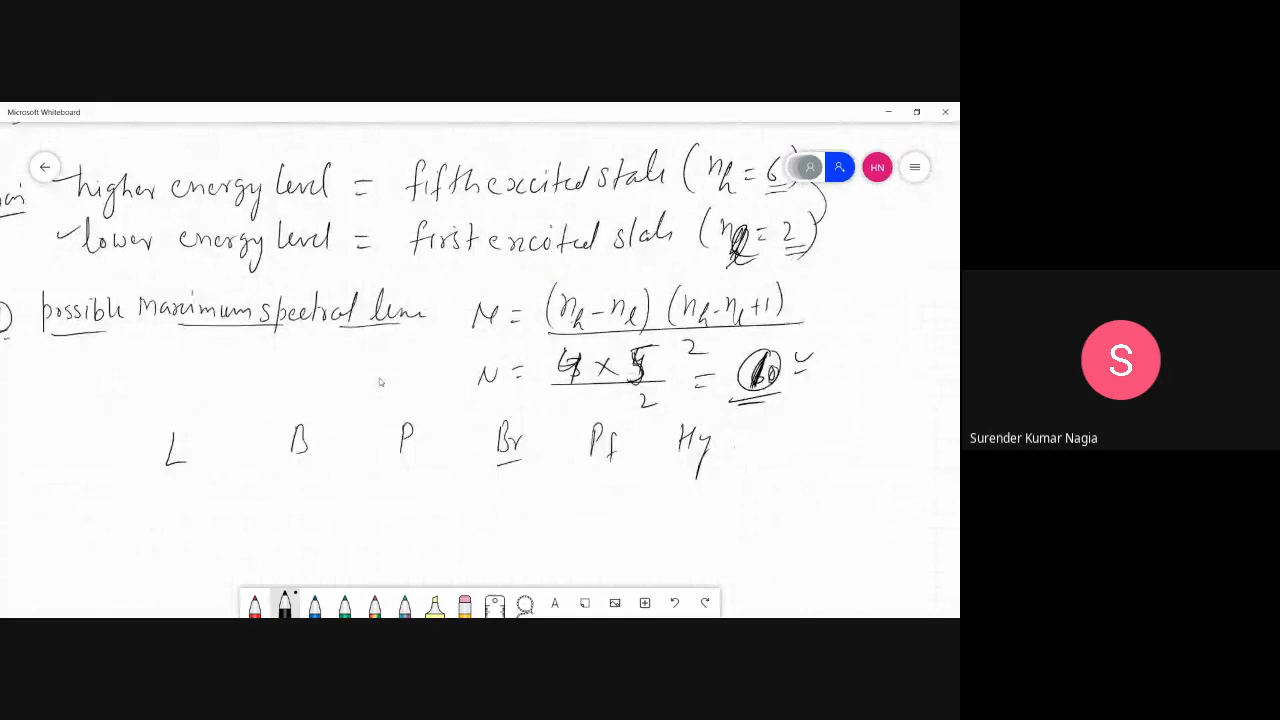 Microsoft Whiteboard
higher energy level = fifth excited state (nh = 6)
lower energy level = first excited state (nl = 2)
possible maximum spectral line N = (nh - nl) (nh - nl + 1)
2
N = 4 × 5 = 10
2
L B P Br Pf Hy
HN
A
S
Surender Kumar Nagia